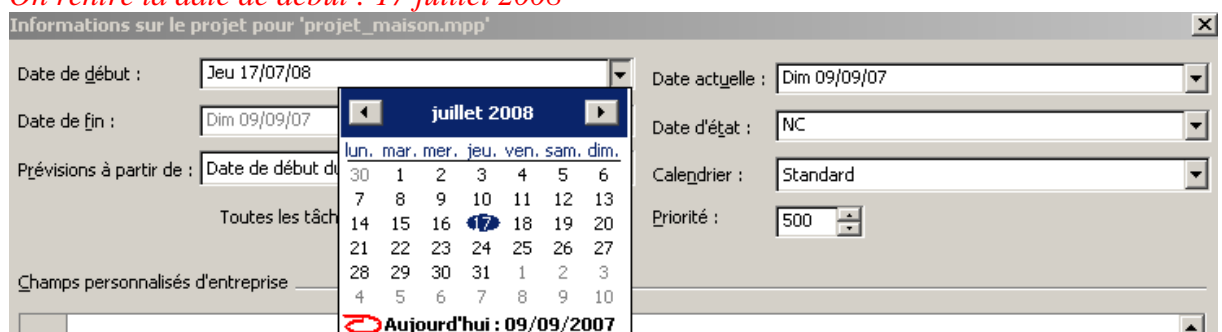 On rentre la date de début : 17 juillet 2008
Informations sur le projet pour 'projet_maison.mpp'
Date de début : Jeu 17/07/08 Date actuelle : Dim 09/09/07
Date de fin : Dim 09/09/07 Date d'état : NC
Prévisions à partir de : Date de début du Calendrier : Standard
Toutes les tâch Priorité : 500
juillet 2008
lun. mar. mer. jeu. ven. sam. dim.
30 1 2 3 4 5 6
7 8 9 10 11 12 13
14 15 16 17 18 19 20
21 22 23 24 25 26 27
28 29 30 31 1 2 3
4 5 6 7 8 9 10
Aujourd'hui : 09/09/2007
Champs personnalisés d'entreprise